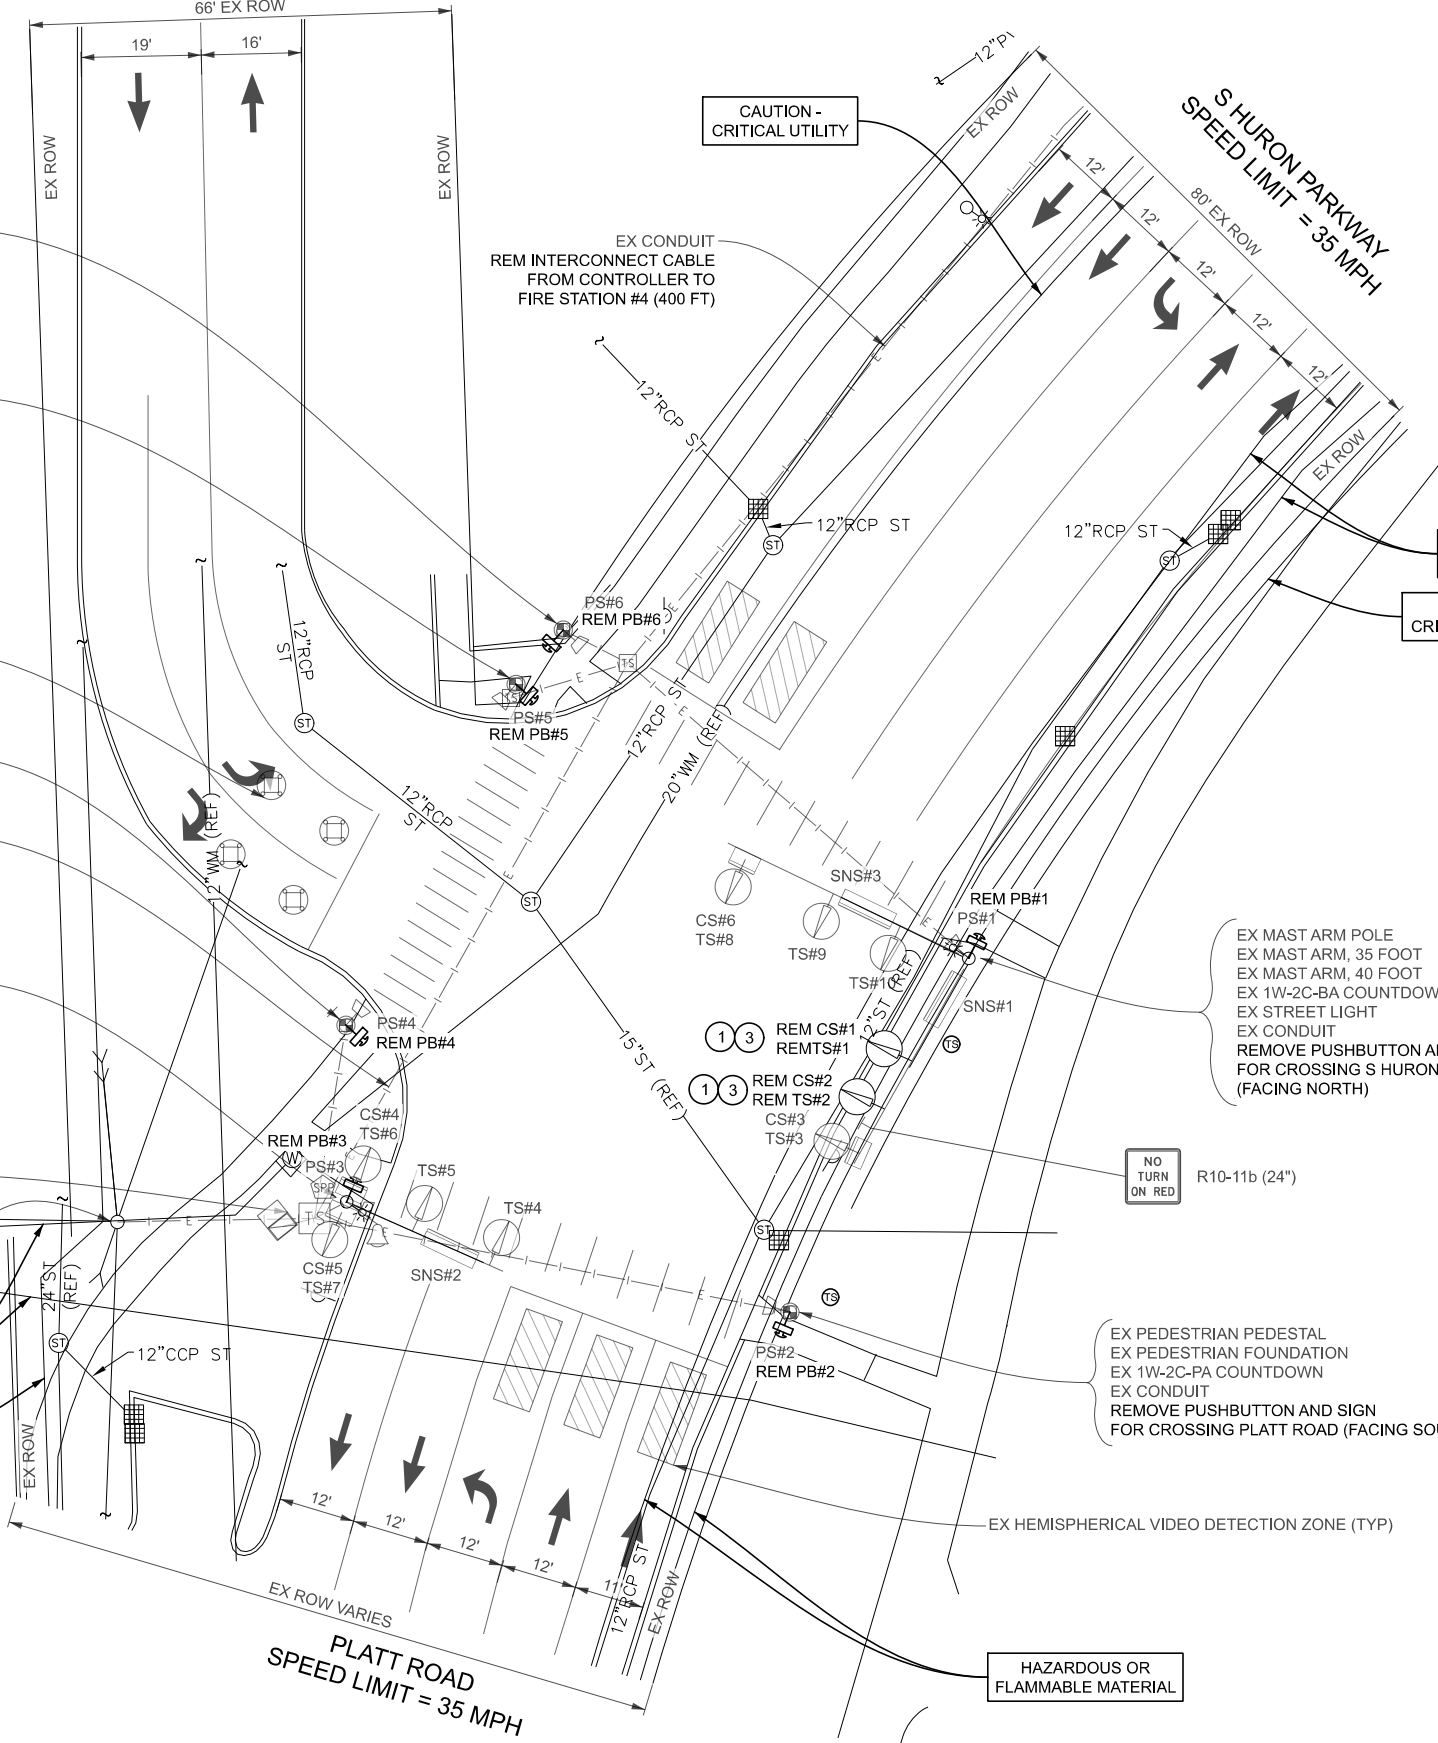 66' EX ROW
19'
16'
EX ROW
EX ROW
12"
CAUTION -
CRITICAL UTILITY
EX ROW
S HURON PARKWAY
SPEED LIMIT = 35 MPH
80' EX ROW
12'
12'
12'
12'
12'
EX CONDUIT
REM INTERCONNECT CABLE
FROM CONTROLLER TO
FIRE STATION #4 (400 FT)
12"RCP ST
12"RCP ST
12"RCP ST
EX ROW
CRI
ST
ST
12"RCP
ST
PS#6
REM PB#6
TS
E
E
PS#5
REM PB#5
ST
12"RCP ST
20"WM (REF)
E
12"RCP
ST
12" WM (REF)
E
ST
SNS#3
CS#6
TS#8
TS#9
TS#10
REM PB#1
PS#1
E
SNS#1
12"ST (REF)
EX MAST ARM POLE
EX MAST ARM, 35 FOOT
EX MAST ARM, 40 FOOT
EX 1W-2C-BA COUNTDOW
EX STREET LIGHT
EX CONDUIT
REMOVE PUSHBUTTON A
FOR CROSSING S HURON
(FACING NORTH)
PS#4
REM PB#4
15"ST (REF)
1 3 REM CS#1
REMTS#1
TS
1 3 REM CS#2
REM TS#2
CS#3
TS#3
CS#4
TS#6
REM PB#3
W
PS#3
SPP
TS#5
TS#4
NO
TURN
ON RED
R10-11b (24")
TS
E
CS#5
TS#7
SNS#2
ST
E
24"ST
(REF)
ST
12"CCP ST
TS
PS#2
REM PB#2
EX PEDESTRIAN PEDESTAL
EX PEDESTRIAN FOUNDATION
EX 1W-2C-PA COUNTDOWN
EX CONDUIT
REMOVE PUSHBUTTON AND SIGN
FOR CROSSING PLATT ROAD (FACING SO
EX ROW
12'
12'
12'
12'
11'
EX HEMISPHERICAL VIDEO DETECTION ZONE (TYP)
12"RCP ST
EX ROW
EX ROW VARIES
PLATT ROAD
SPEED LIMIT = 35 MPH
HAZARDOUS OR
FLAMMABLE MATERIAL